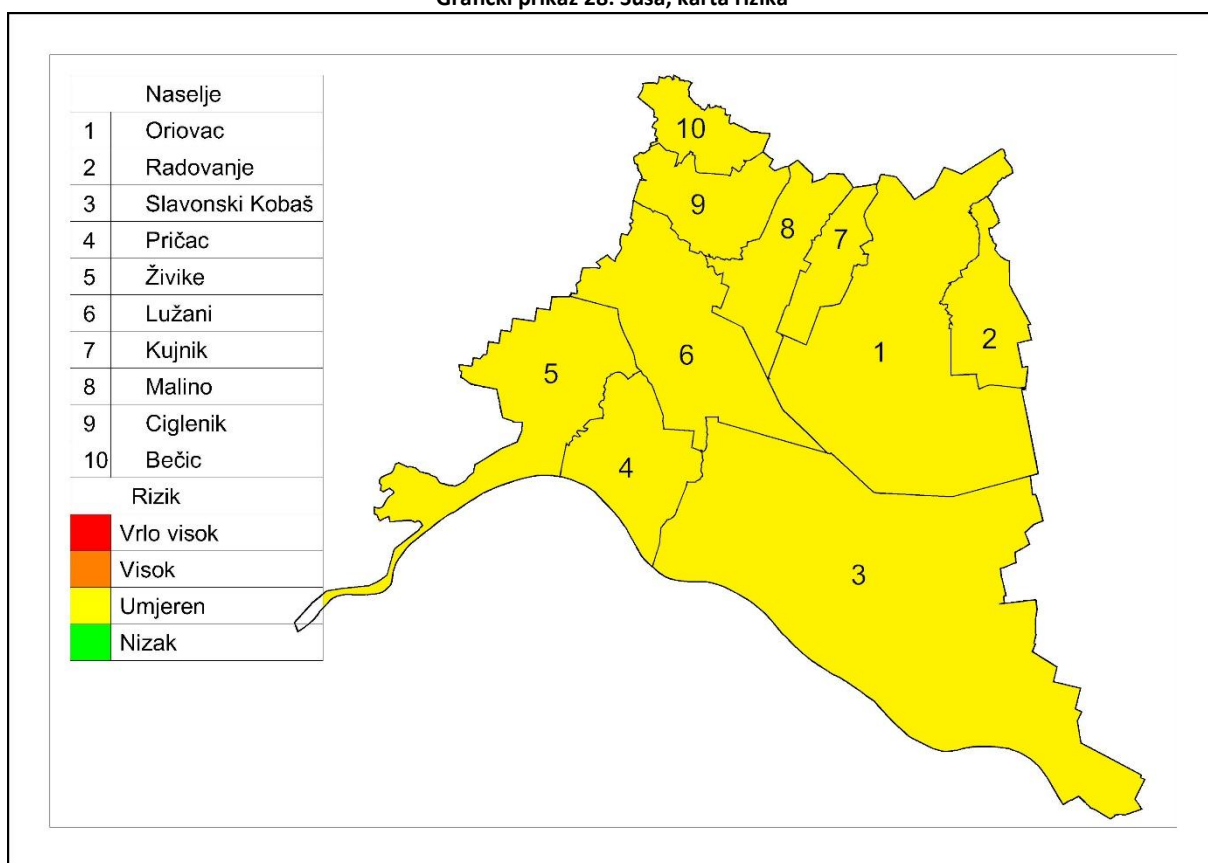 Grafički prikaz 28. Suša, karta rizika
Naselje
1 Oriovac
2 Radovanje
3 Slavonski Kobaš
4 Pričac
5 Živike
6 Lužani
7 Kujnik
8 Malino
9 Ciglenik
10 Bečic
Rizik
Vrlo visok
Visok
Umjeren
Nizak
10
9
8
7
1
2
6
5
4
3